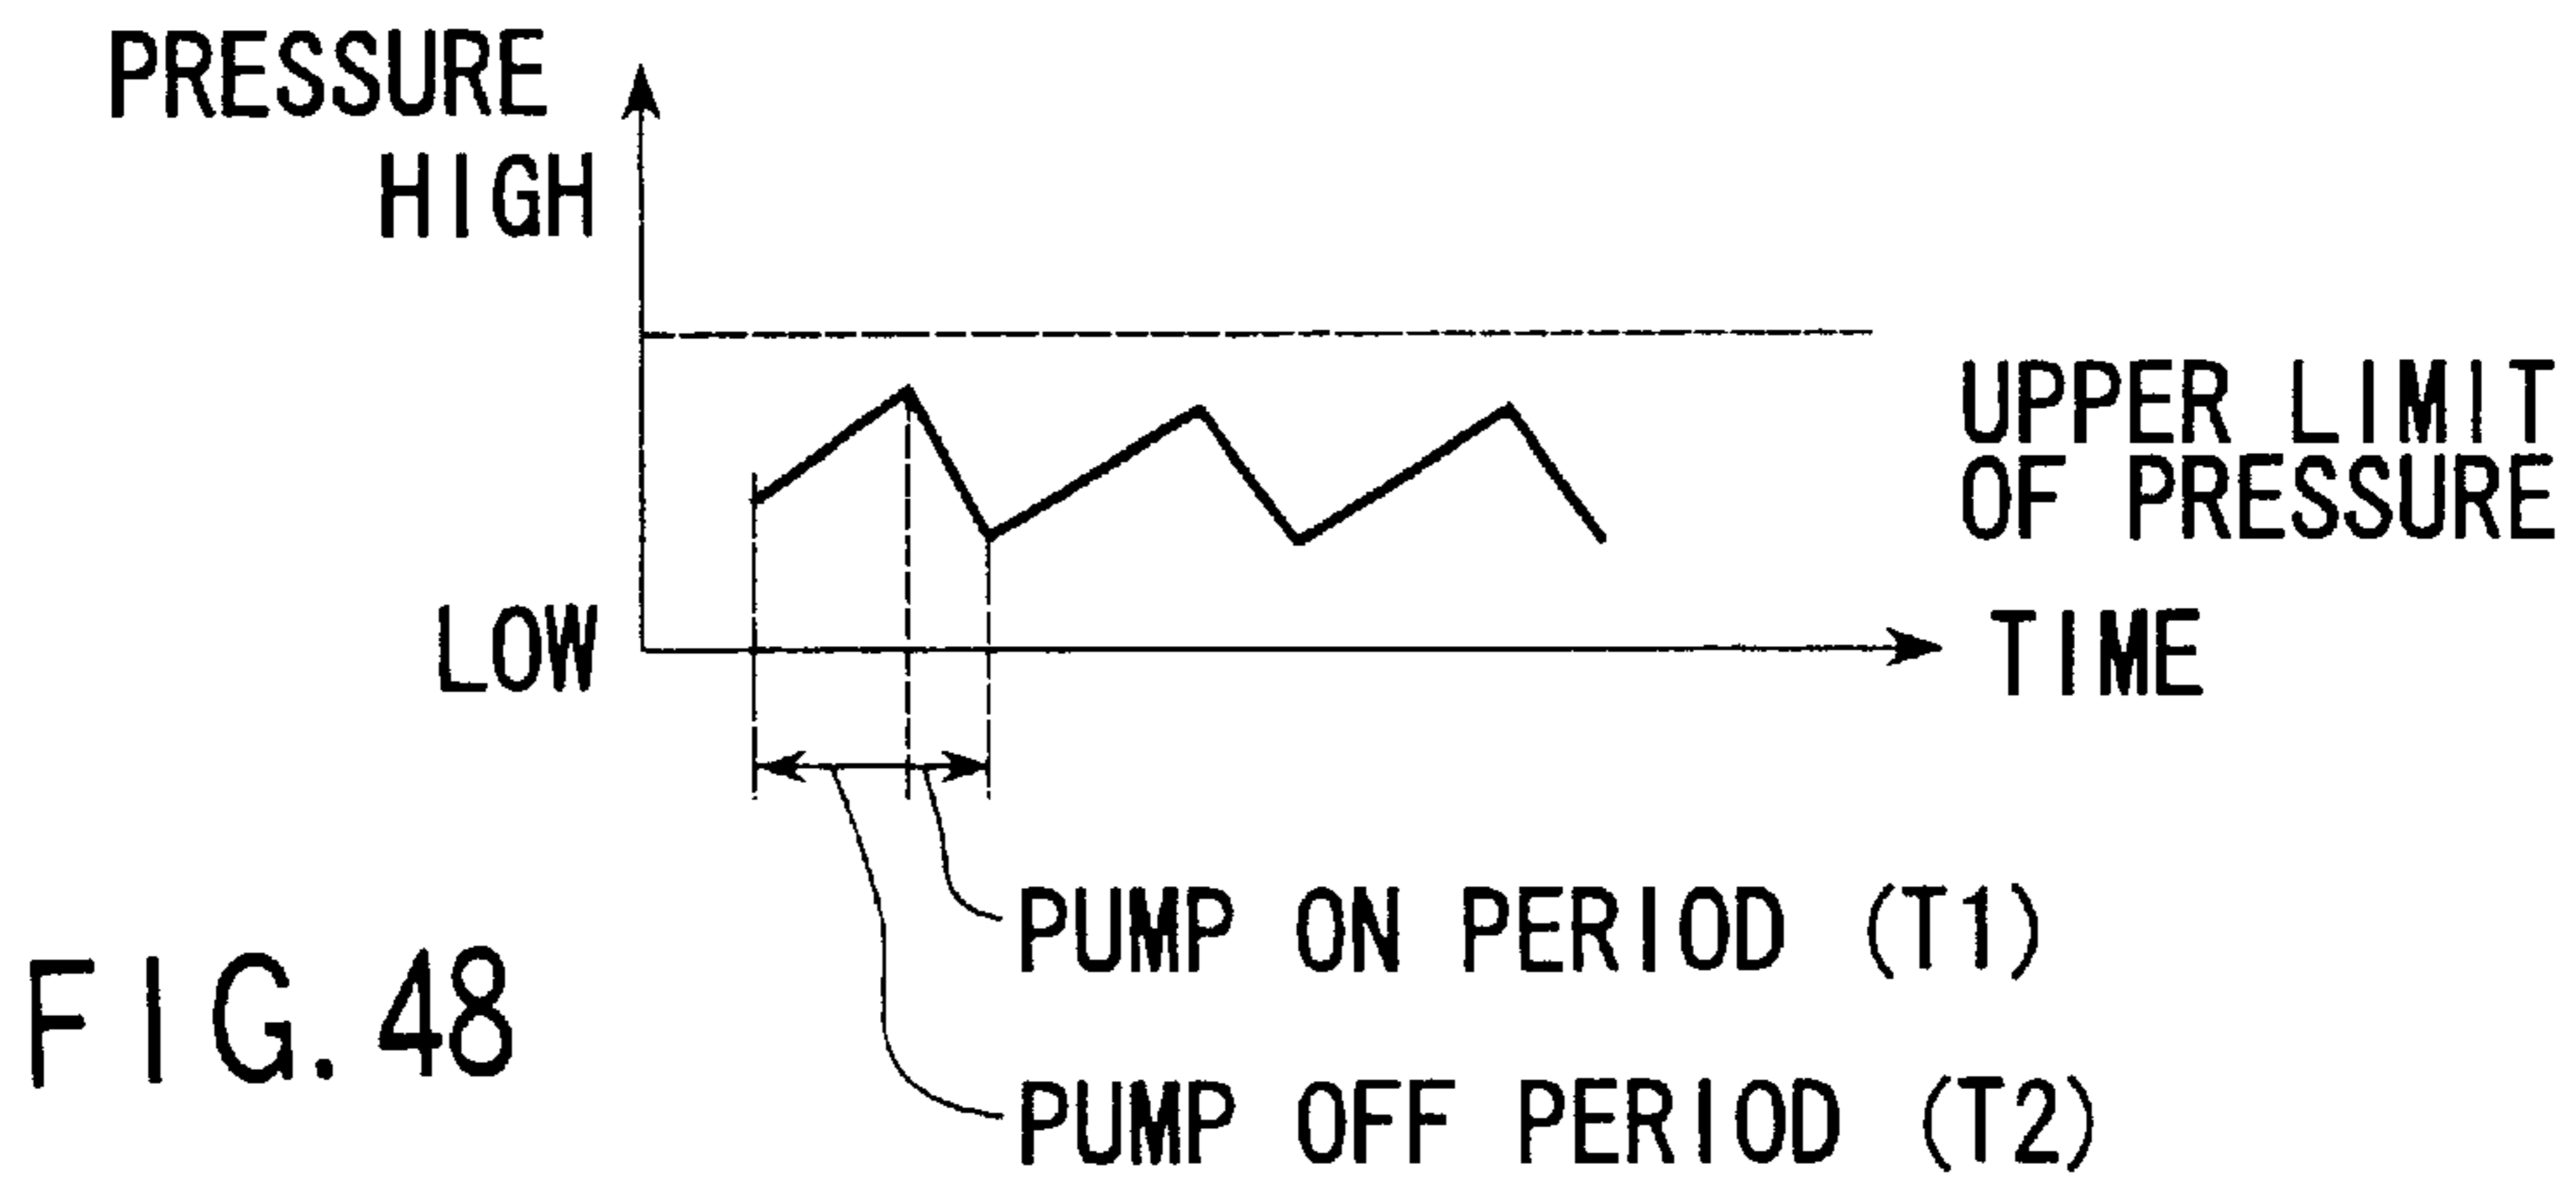 PRESSURE
HIGH
UPPER LIMIT
OF PRESSURE
LOW
TIME
PUMP ON PERIOD (T1)
FIG. 48
PUMP OFF PERIOD (T2)